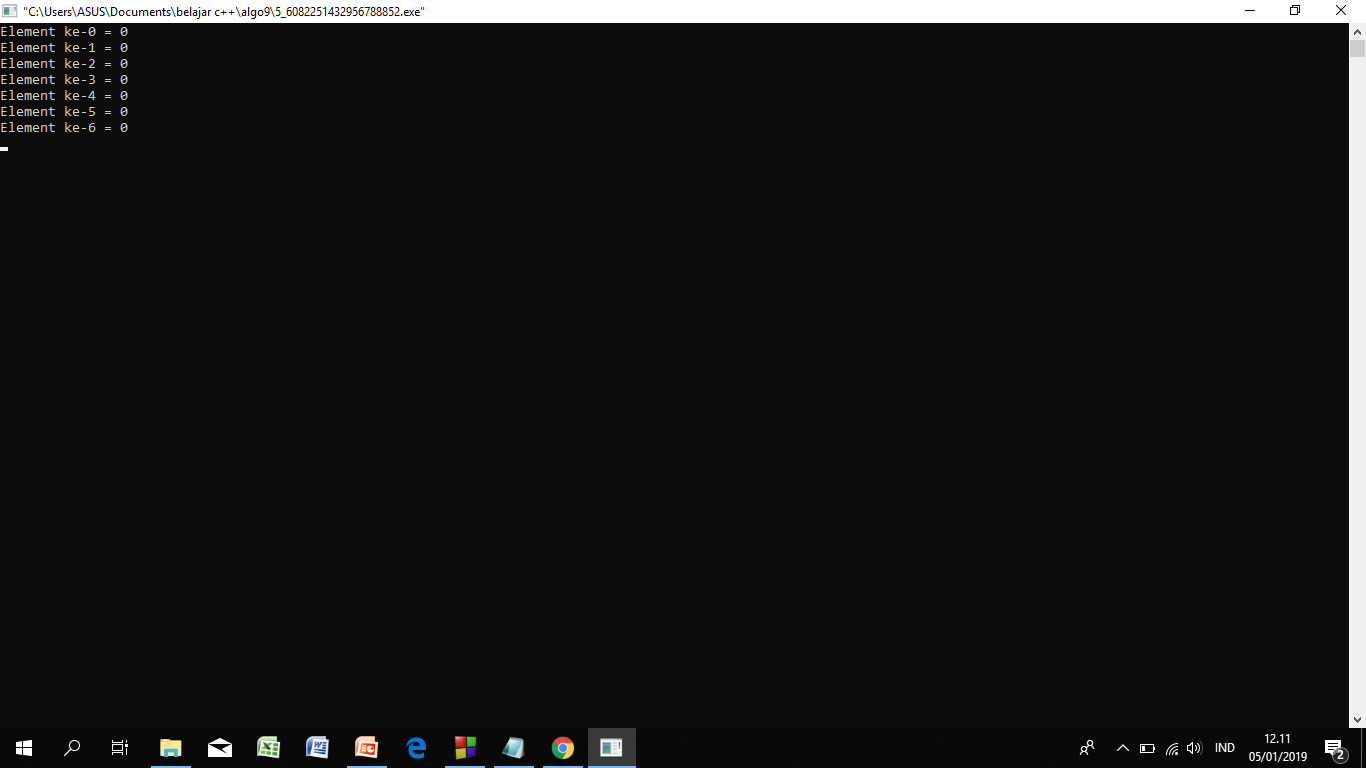 "C:\Users\ASUS\Documents\belajar c++\algo9\5_6082251432956788852.exe"
Element ke-0 = 0
Element ke-1 = 0
Element ke-2 = 0
Element ke-3 = 0
Element ke-4 = 0
Element ke-5 = 0
Element ke-6 = 0
IND
12.11
05/01/2019
2